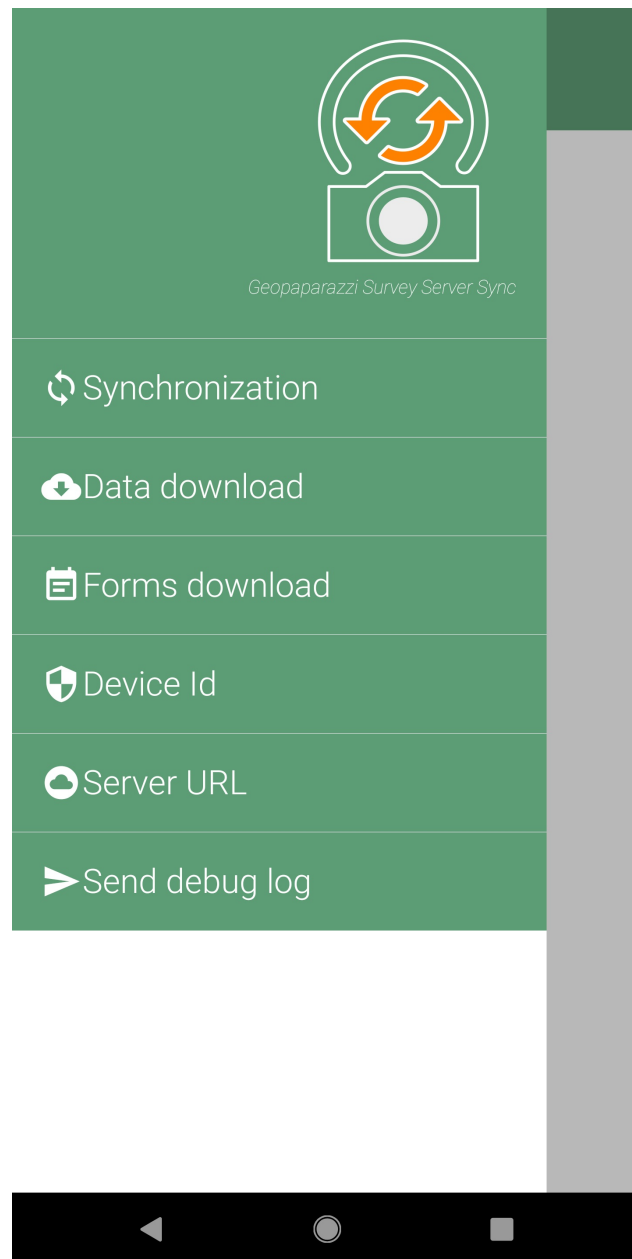 Geopaparazzi Survey Server Sync
Synchronization
Data download
Forms download
Device Id
Server URL
Send debug log